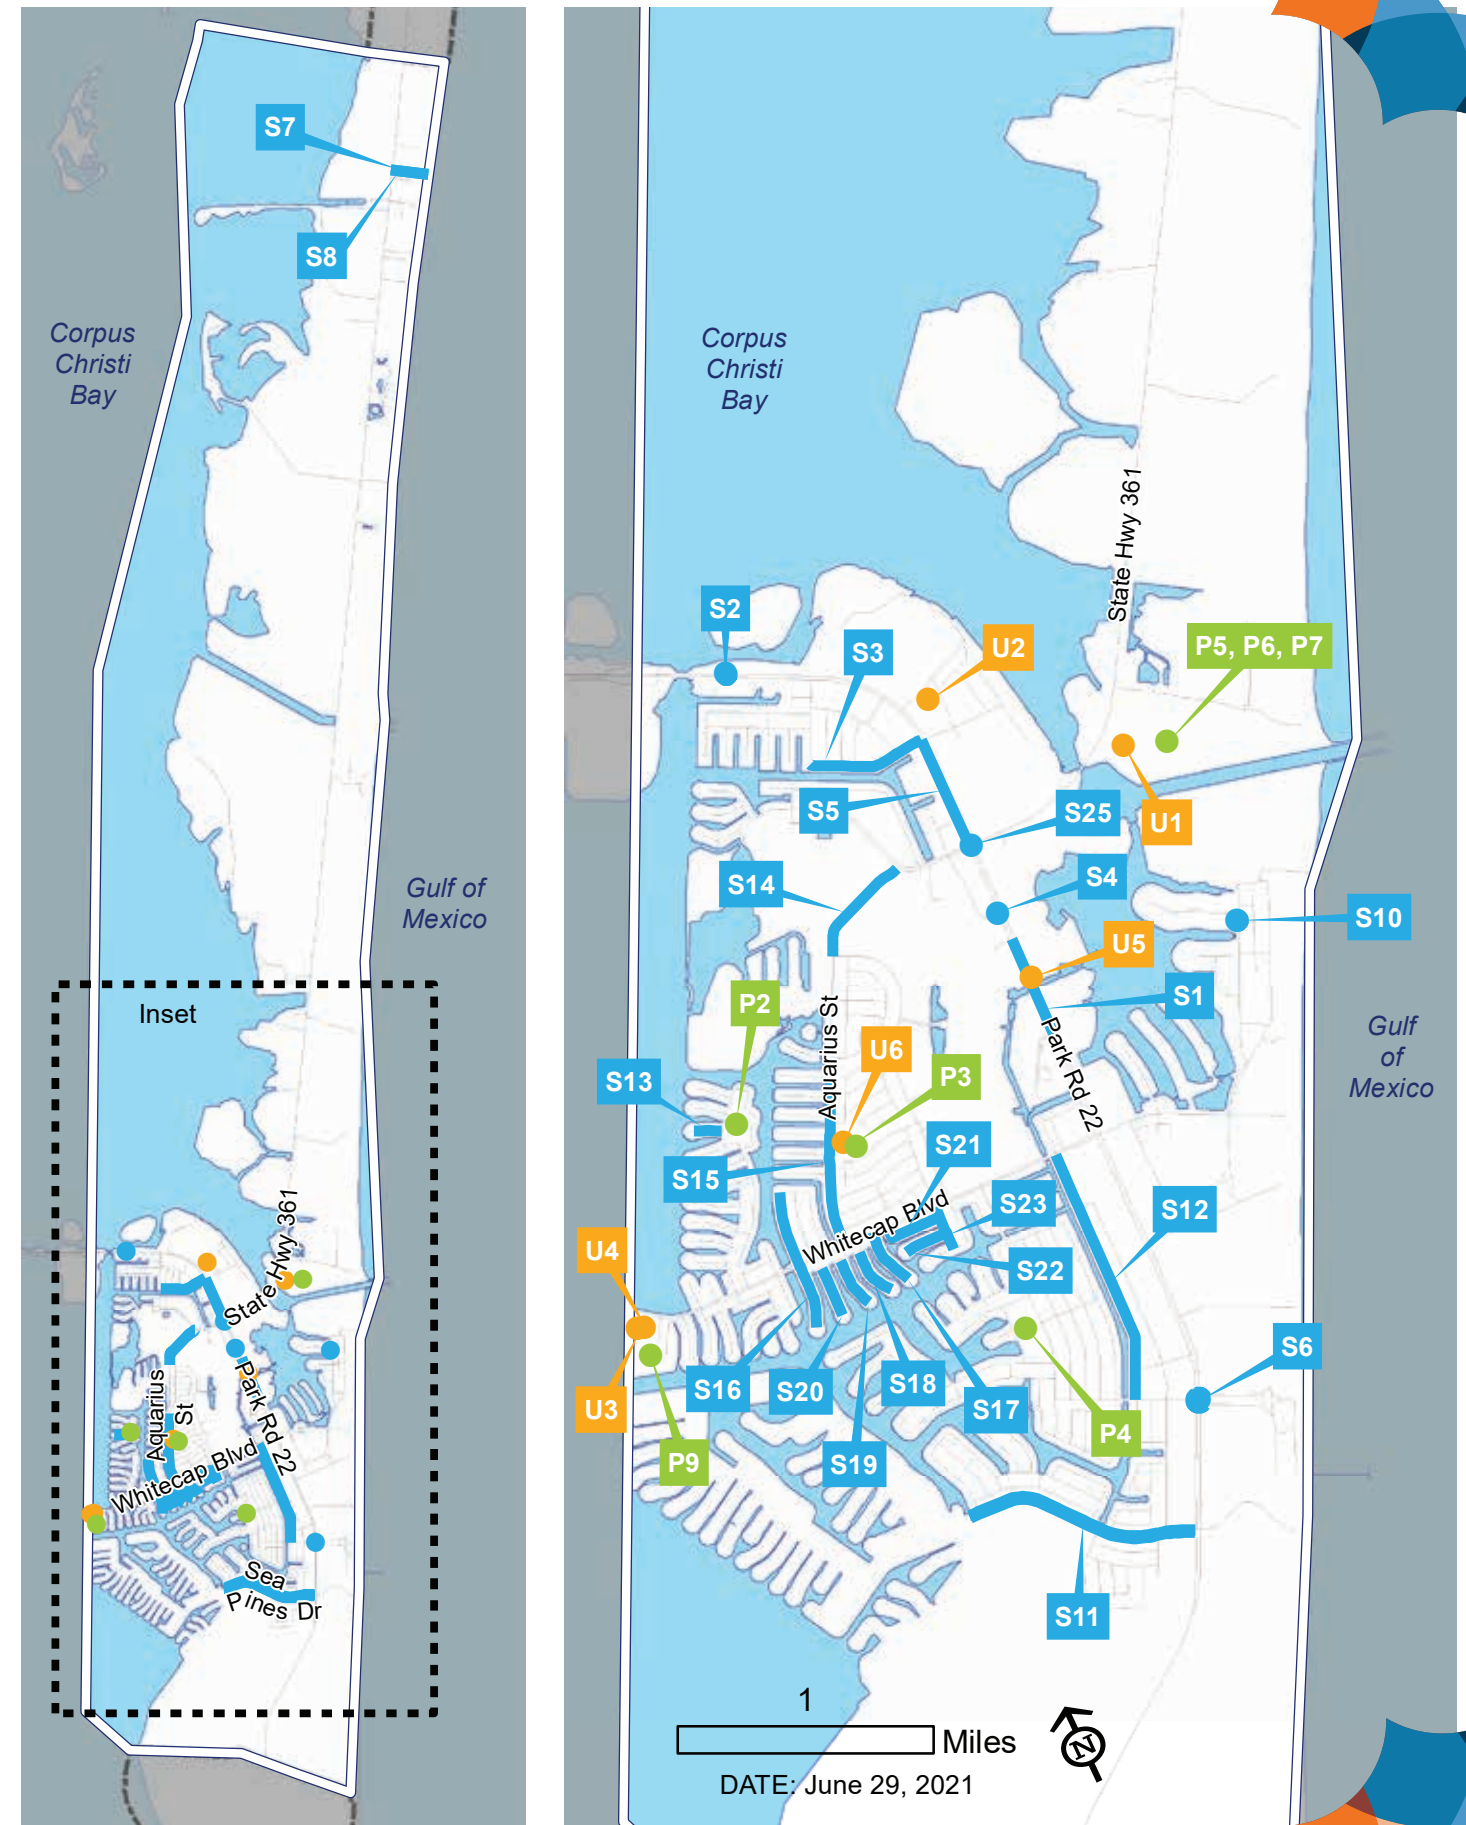 S7
S8
Corpus
Christi
Bay
Gulf of
Mexico
Inset
State Hwy 361
Aquarius
St
Park Rd 22
Whitecap Blvd
Sea
Pines Dr
Corpus
Christi
Bay
State Hwy 361
S2
S3
U2
P5, P6, P7
S5
S25
U1
S14
S4
S10
U5
S1
P2
Aquarius St
U6
P3
Park Rd 22
Gulf
of
Mexico
S13
S21
S15
S23
S12
Whitecap Blvd
U4
S22
S6
S16
S20
S18
S17
U3
P4
P9
S19
S11
1
Miles
N
DATE: June 29, 2021